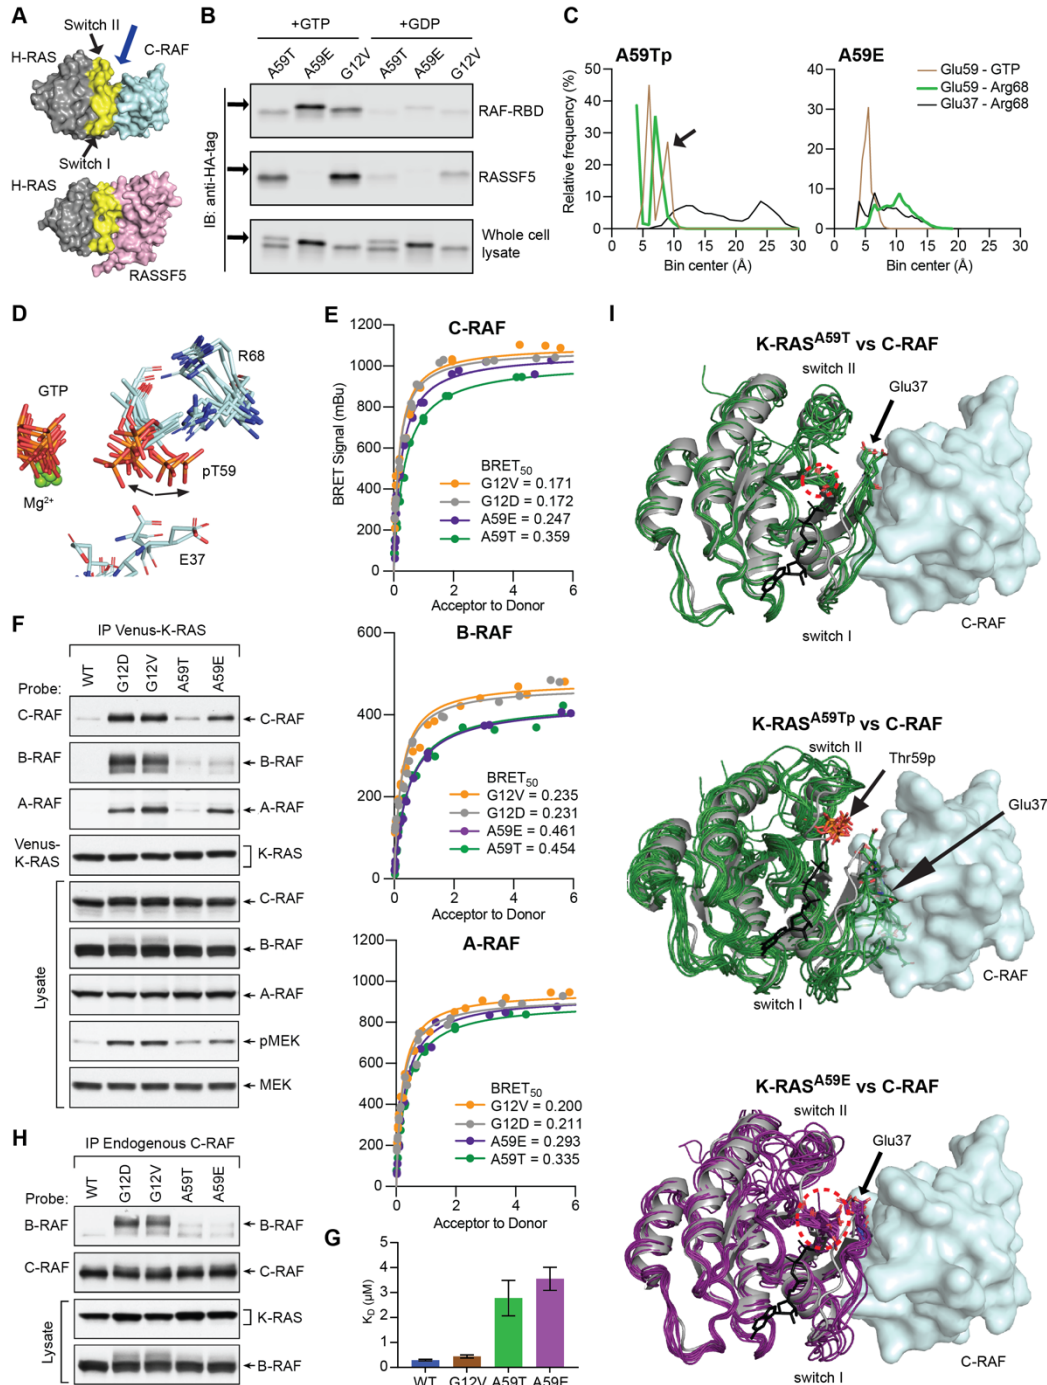 A
Switch II
H-RAS
C-RAF
Switch I
H-RAS
RASSF5
B
+GTP
+GDP
A59T
A59E
G12V
A59T
A59E
G12V
IB: anti-HA-tag
RAF-RBD
RASSF5
Whole cell
lysate
C
A59Tp
Relative frequency (%)
50
40
30
20
10
0
0 5 10 15 20 25 30
Bin center (Å)
A59E
Glu59 - GTP
Glu59 - Arg68
Glu37 - Arg68
40
30
20
10
0
0 5 10 15 20 25
Bin center (Å)
D
GTP
Mg2+
R68
pT59
E37
E
C-RAF
BRET Signal (mBu)
1200
1000
800
600
400
200
0
BRET50
G12V = 0.171
G12D = 0.172
A59E = 0.247
A59T = 0.359
0 2 4 6
Acceptor to Donor
B-RAF
600
400
200
0
BRET50
G12V = 0.235
G12D = 0.231
A59E = 0.461
A59T = 0.454
0 2 4 6
Acceptor to Donor
A-RAF
1200
1000
800
600
400
200
0
BRET50
G12V = 0.200
G12D = 0.211
A59E = 0.293
A59T = 0.335
0 2 4 6
Acceptor to Donor
F
IP Venus-K-RAS
Probe:
WT
G12D
G12V
A59T
A59E
C-RAF
C-RAF
B-RAF
B-RAF
A-RAF
A-RAF
Venus-
K-RAS
K-RAS
Lysate
C-RAF
B-RAF
A-RAF
pMEK
MEK
H
IP Endogenous C-RAF
Probe:
WT
G12D
G12V
A59T
A59E
B-RAF
B-RAF
C-RAF
C-RAF
Lysate
K-RAS
B-RAF
G
KD (µM)
5
4
3
2
1
0
WT G12V A59T A59E
I
K-RASA59T vs C-RAF
switch II
Glu37
switch I
C-RAF
K-RASA59Tp vs C-RAF
switch II
Thr59p
Glu37
C-RAF
switch I
K-RASA59E vs C-RAF
switch II
Glu37
C-RAF
switch I